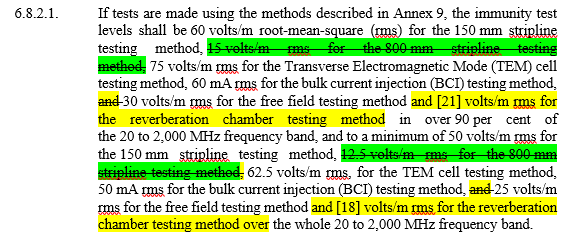 6.8.2.1. If tests are made using the methods described in Annex 9, the immunity test
levels shall be 60 volts/m root-mean-square (rms) for the 150 mm stripline
testing method, 15 volts/m rms for the 800 mm stripline testing
method, 75 volts/m rms for the Transverse Electromagnetic Mode (TEM) cell
testing method, 60 mA rms for the bulk current injection (BCI) testing method,
and 30 volts/m rms for the free field testing method and [21] volts/m rms for
the reverberation chamber testing method in over 90 per cent of
the 20 to 2,000 MHz frequency band, and to a minimum of 50 volts/m rms for
the 150 mm stripline testing method, 12.5 volts/m rms for the 800 mm
stripline testing method, 62.5 volts/m rms, for the TEM cell testing method,
50 mA rms for the bulk current injection (BCI) testing method, and 25 volts/m
rms for the free field testing method and [18] volts/m rms for the reverberation
chamber testing method over the whole 20 to 2,000 MHz frequency band.